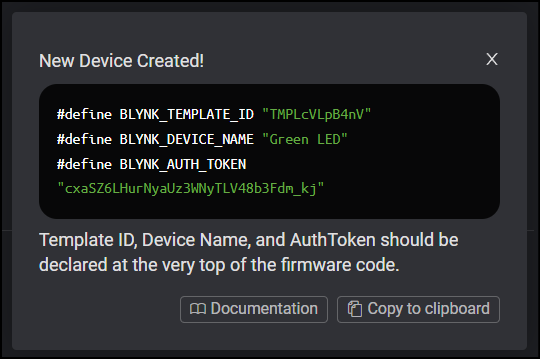 New Device Created!
X
#define BLYNK_TEMPLATE_ID "TMPLcVLpB4nV"
#define BLYNK_DEVICE_NAME "Green LED"
#define BLYNK_AUTH_TOKEN
"cxaSZ6LHurNyaUz3WNyTLV48b3Fdm_kj"
Template ID, Device Name, and AuthToken should be
declared at the very top of the firmware code.
Documentation
Copy to clipboard